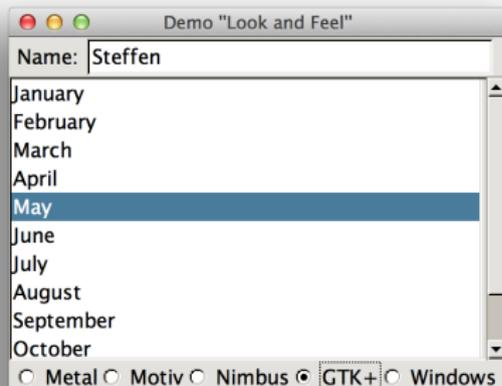 Demo "Look and Feel"
Name: Steffen
January
February
March
April
May
June
July
August
September
October
Metal Motiv Nimbus GTK+ Windows